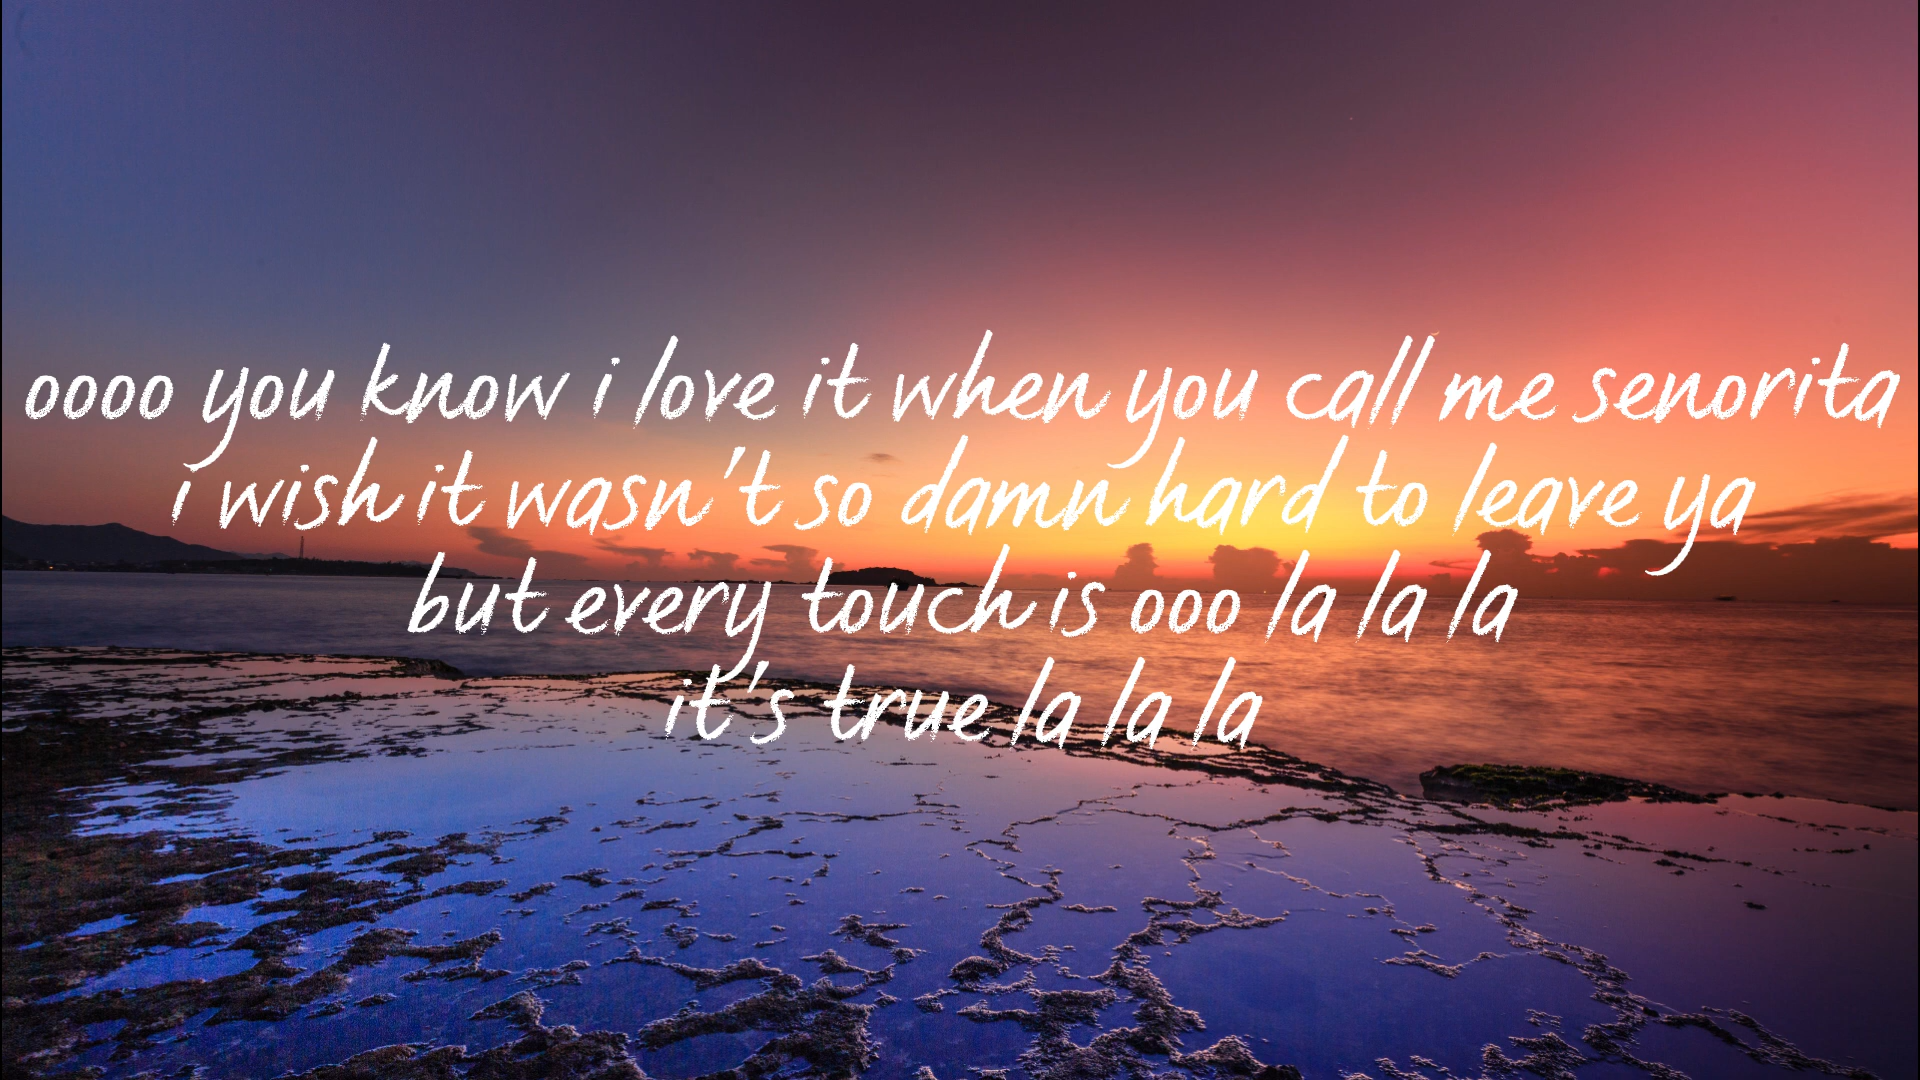 oooo you know i love it when you call me senorita
i wish it wasn't so damn hard to leave ya
but every touch is ooo la la la
it's true la la la